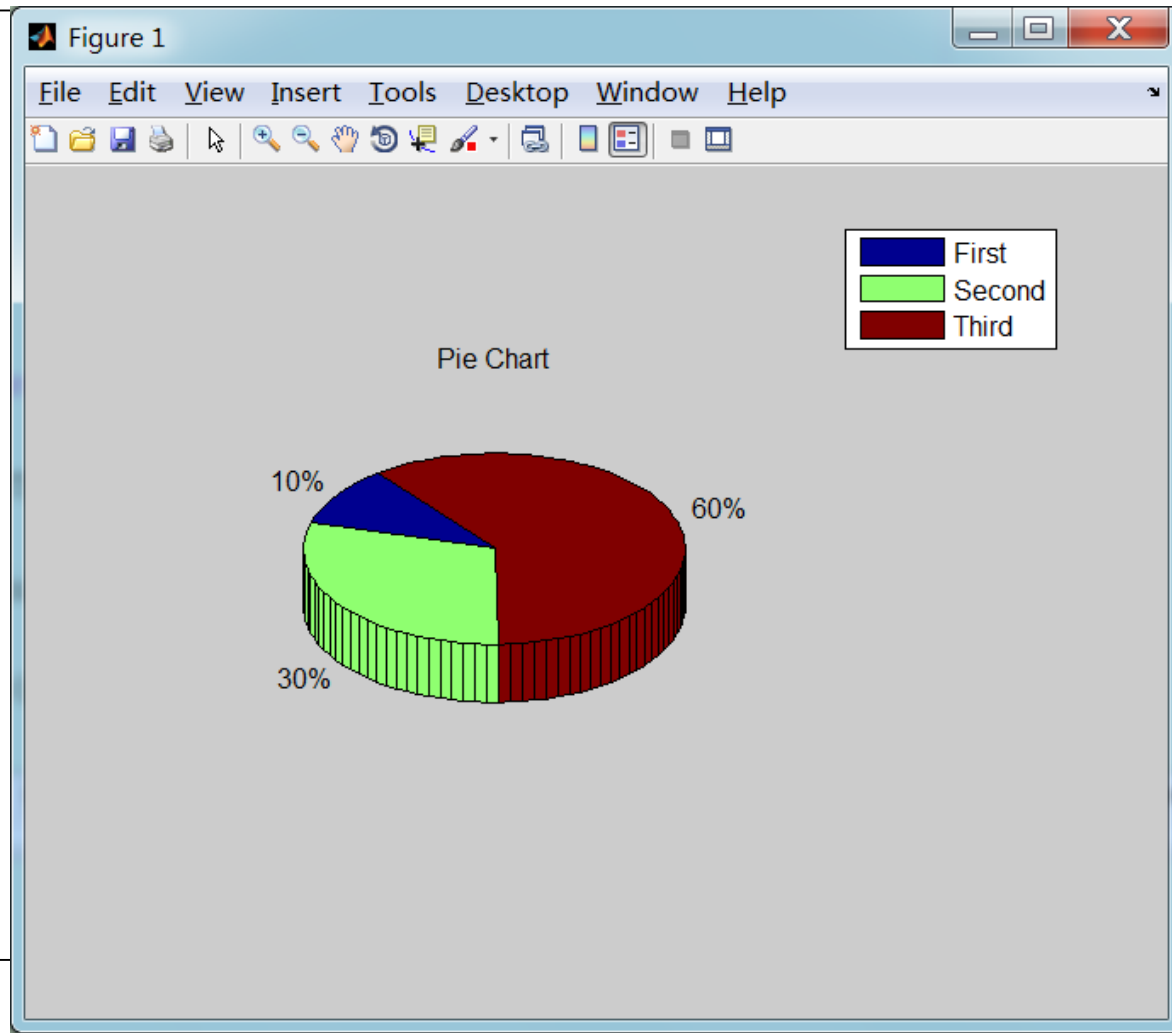 Figure 1
File Edit View Insert Tools Desktop Window Help
First
Second
Third
Pie Chart
10%
60%
30%